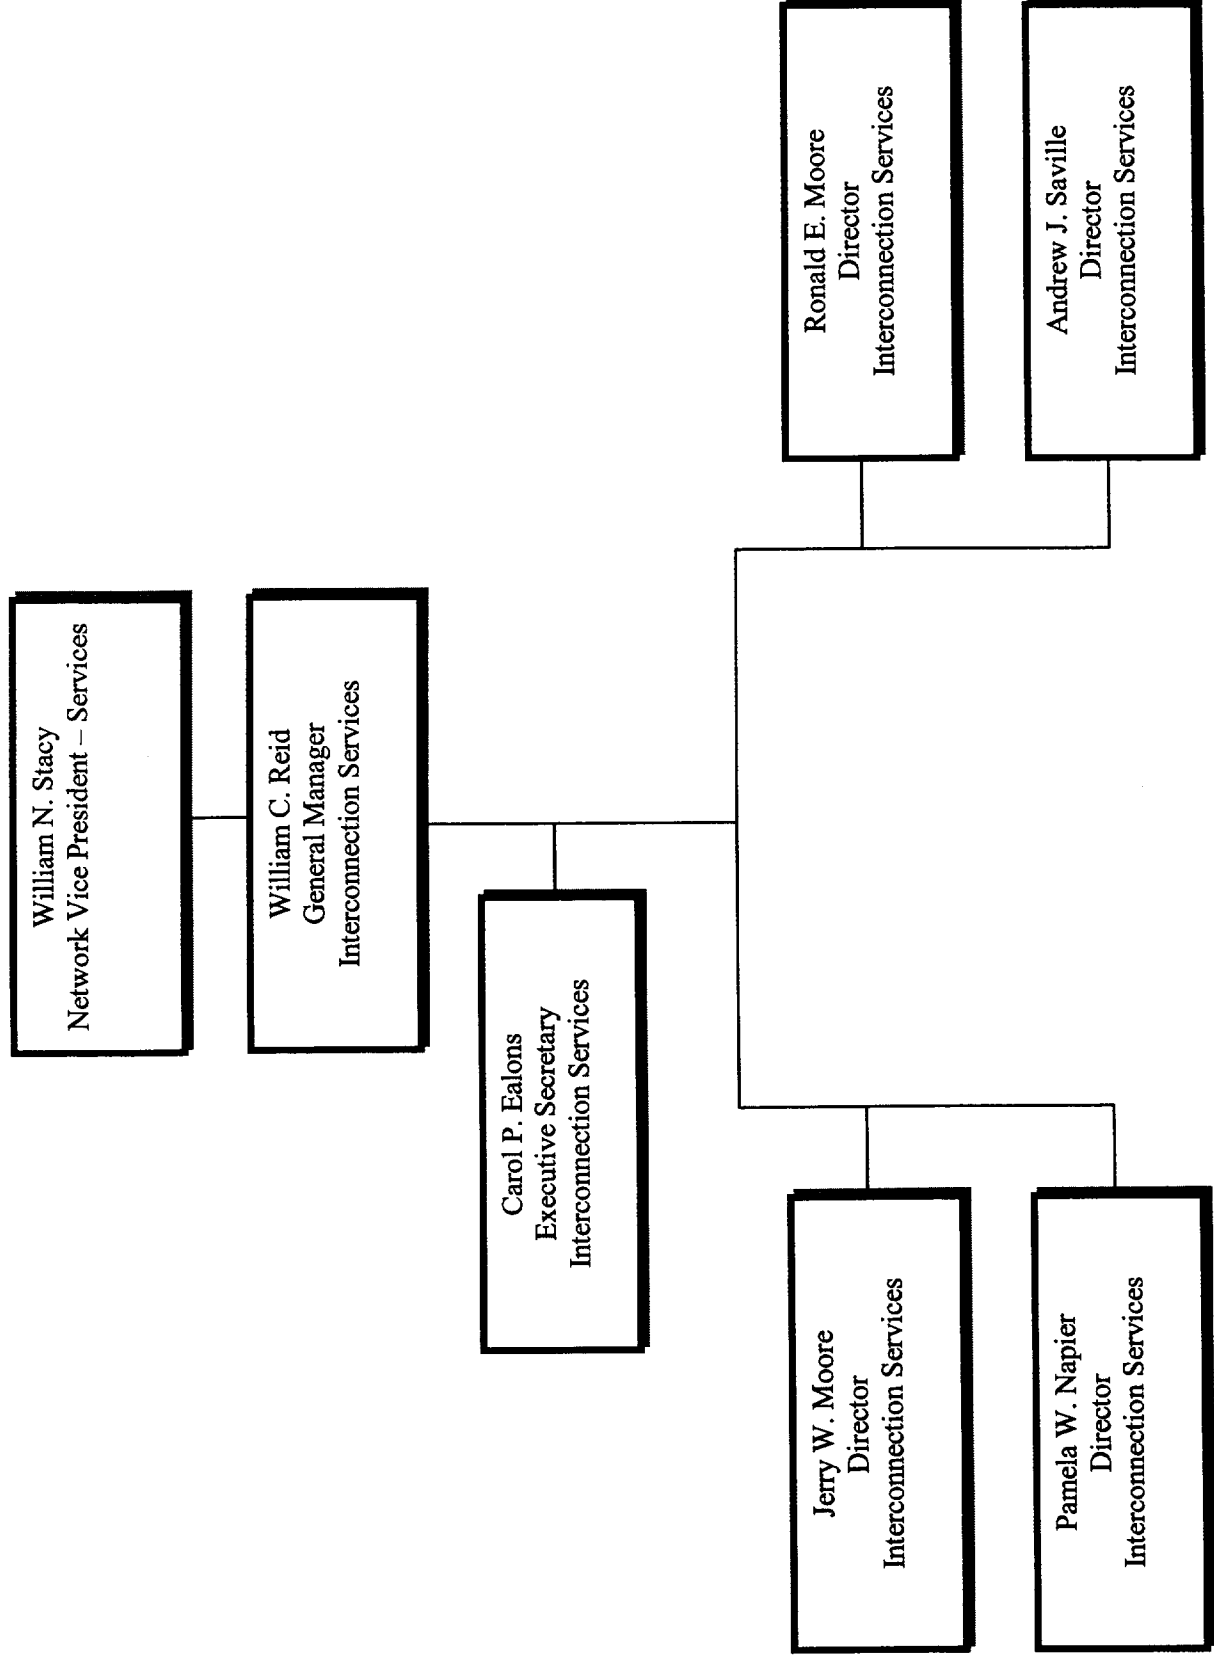 William N. Stacy
Network Vice President – Services
William C. Reid
General Manager
Interconnection Services
Carol P. Ealons
Executive Secretary
Interconnection Services
Jerry W. Moore
Director
Interconnection Services
Ronald E. Moore
Director
Interconnection Services
Pamela W. Napier
Director
Interconnection Services
Andrew J. Saville
Director
Interconnection Services